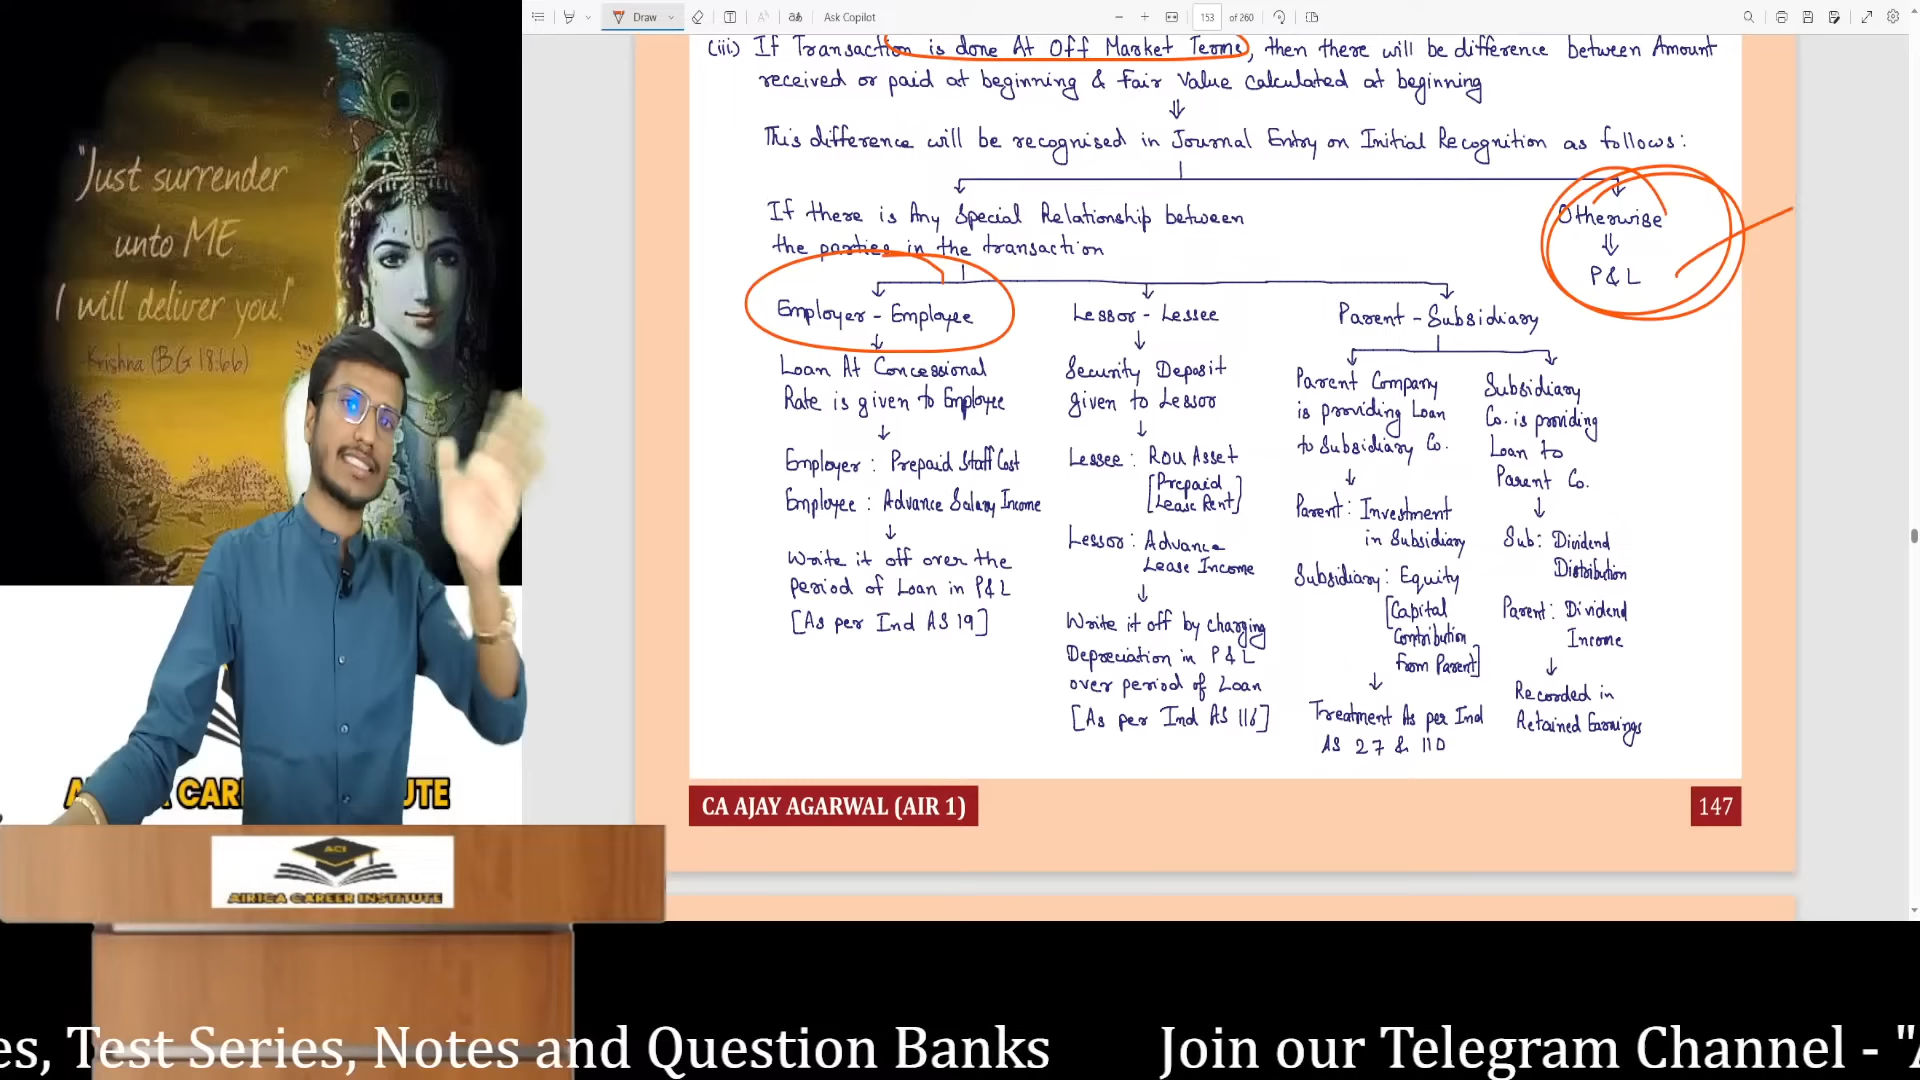 Draw
Ask Copilot
153 of 260
"Just surrender
unto ME
I will deliver you!"
- Krishna (B.G 18:66)
(iii) If Transaction is done At Off Market Terms, then there will be difference between Amount
received or paid at beginning & Fair Value calculated at beginning
⇓
This difference will be recognised in Journal Entry on Initial Recognition as follows:
If there is Any Special Relationship between
the parties in the transaction
Otherwise
⇓
P & L
Employer - Employee
Loan At Concessional
Rate is given to Employee
Employer : Prepaid Staff Cost
Employee : Advance Salary Income
Write it off over the
period of Loan in P&L
[As per Ind AS 19]
Lessor - Lessee
Security Deposit
given to Lessor
Lessee : ROU Asset
[Prepaid
Lease Rent]
Lessor : Advance
Lease Income
Write it off by charging
Depreciation in P & L
over period of Loan
[As per Ind AS 116]
Parent - Subsidiary
Parent Company
is providing Loan
to Subsidiary Co.
Parent : Investment
in Subsidiary
Subsidiary : Equity
[Capital
Contribution
from Parent]
Treatment As per Ind
AS 27 & 110
Subsidiary
Co. is providing
Loan to
Parent Co.
Sub : Dividend
Distribution
Parent : Dividend
Income
Recorded in
Retained Earnings
CA AJAY AGARWAL (AIR 1)
147
CAR UTE
ACI
AIR1CA CAREER INSTITUTE
es, Test Series, Notes and Question Banks
Join our Telegram Channel - "A